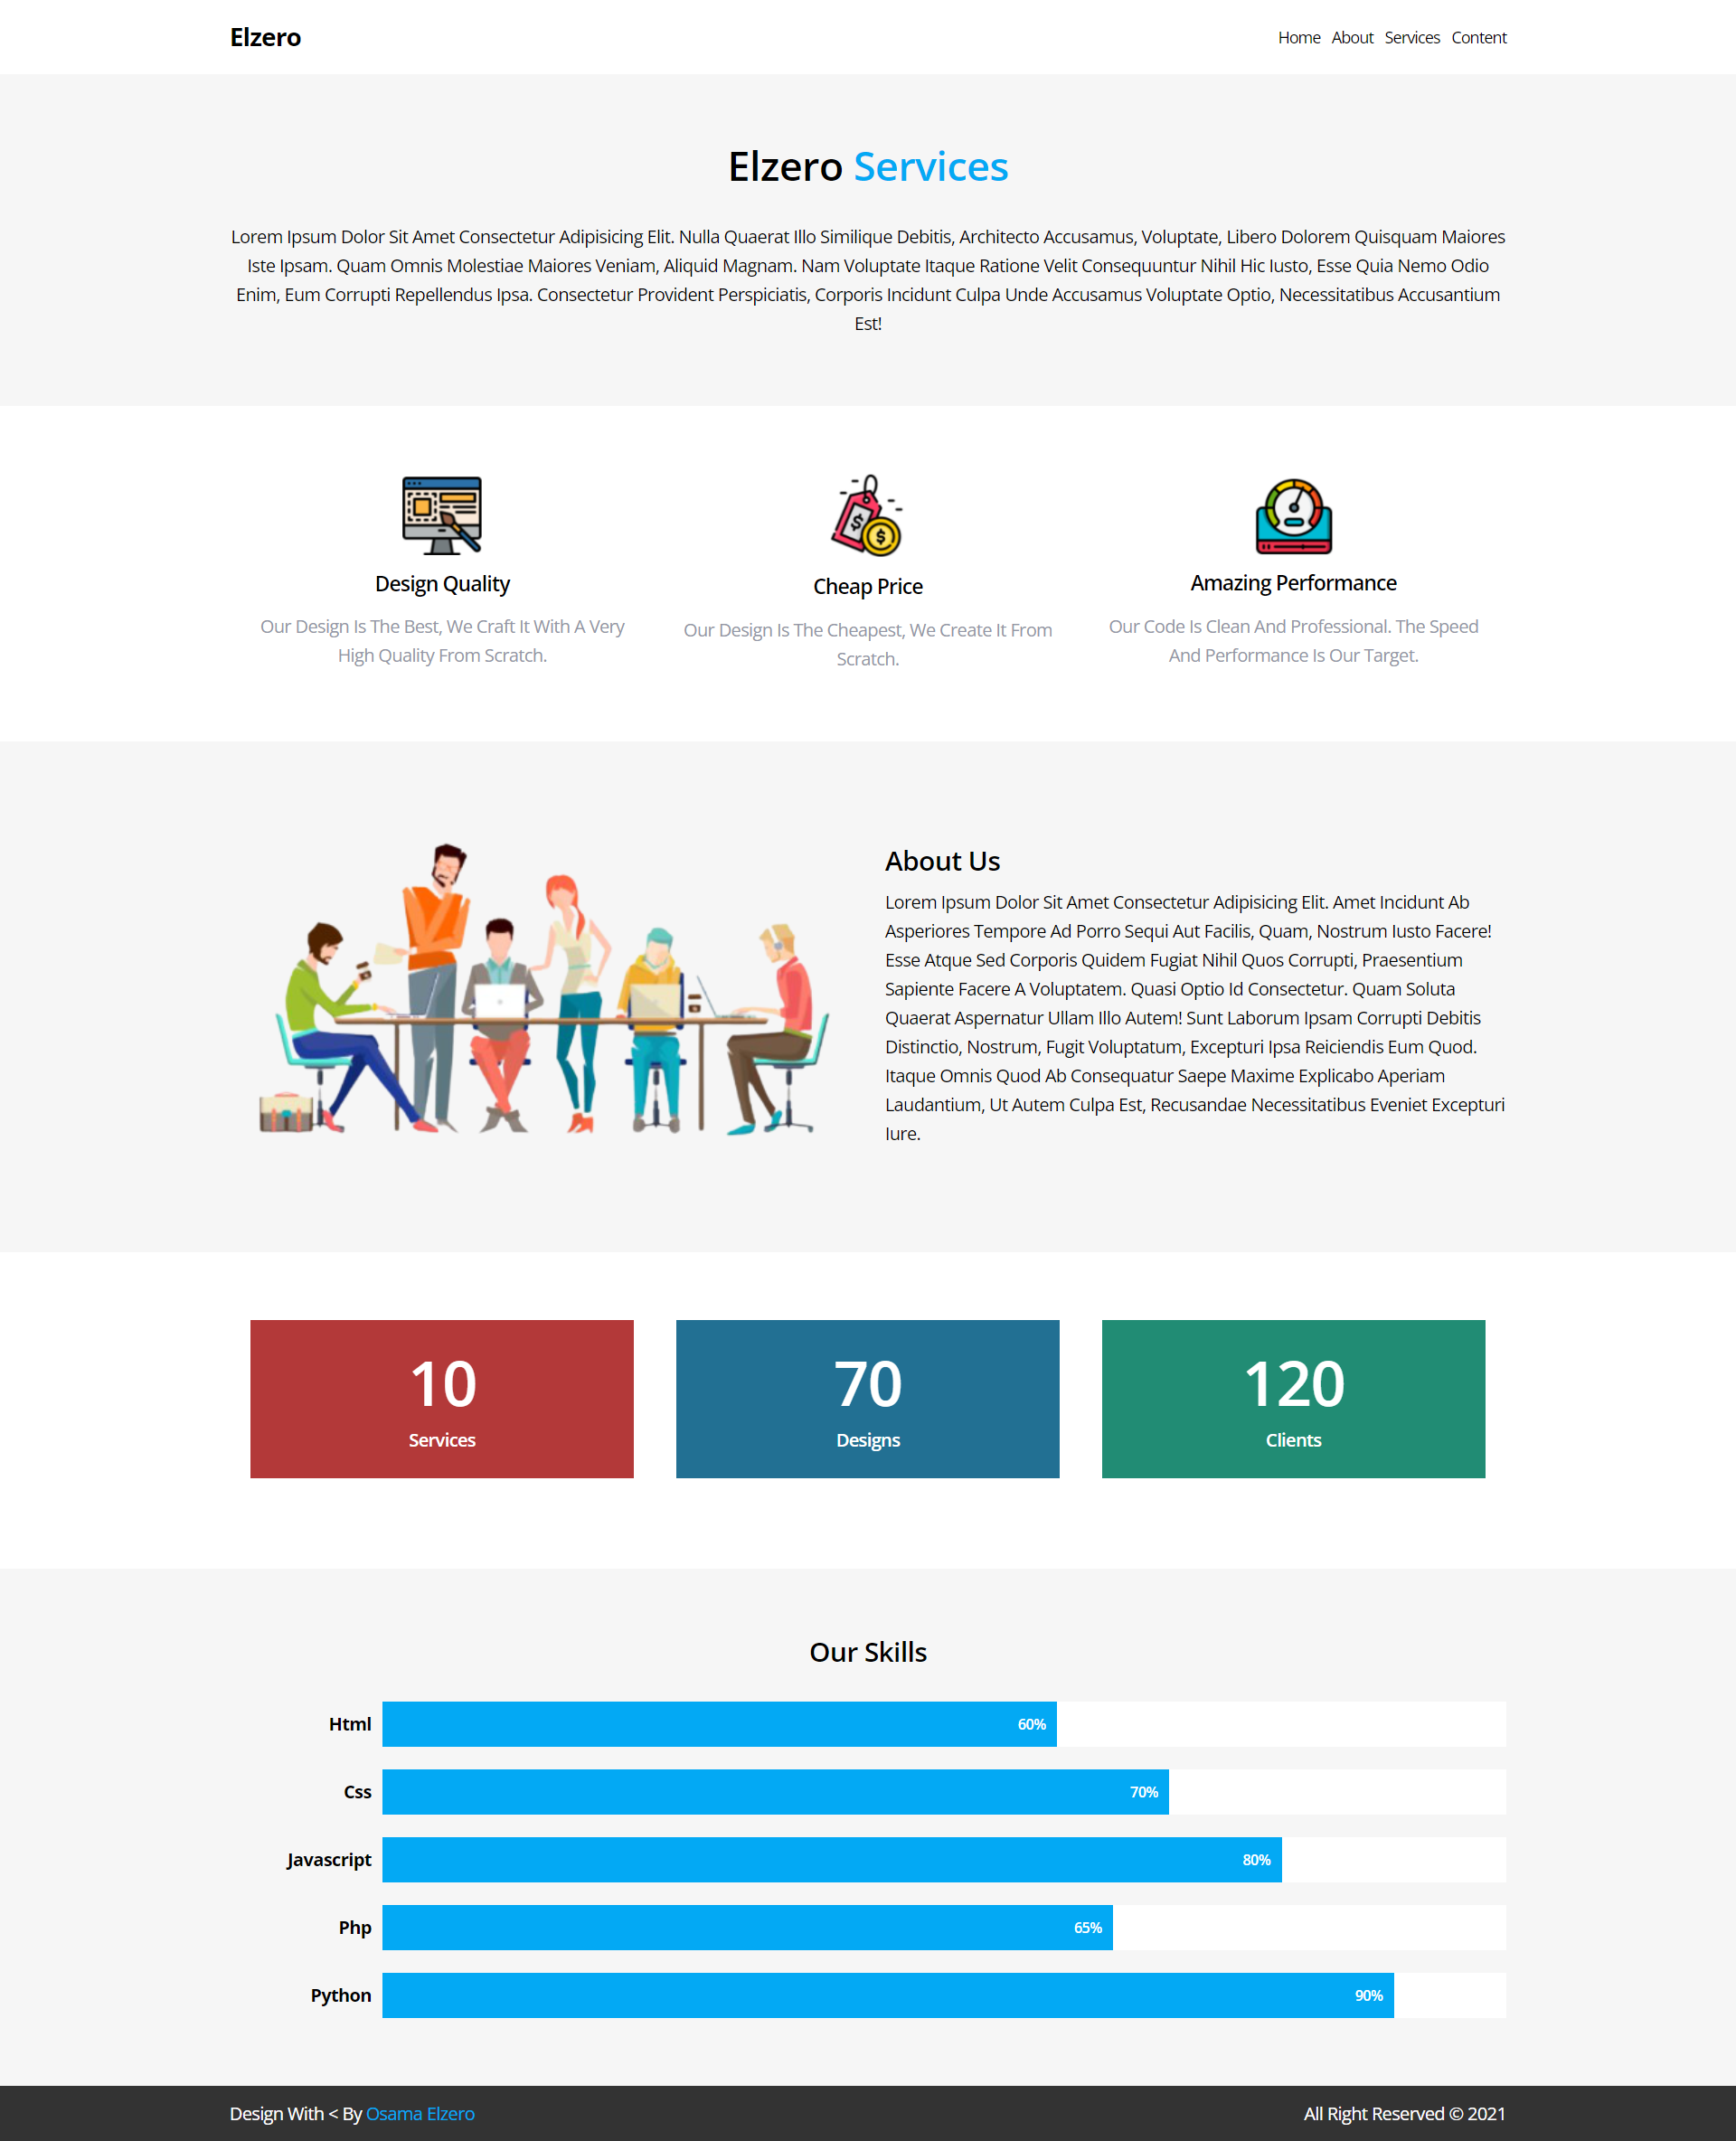 Elzero
Home About Services Content
Elzero Services
Lorem Ipsum Dolor Sit Amet Consectetur Adipisicing Elit. Nulla Quaerat Illo Similique Debitis, Architecto Accusamus, Voluptate, Libero Dolorem Quisquam Maiores
Iste Ipsam. Quam Omnis Molestiae Maiores Veniam, Aliquid Magnam. Nam Voluptate Itaque Ratione Velit Consequuntur Nihil Hic Iusto, Esse Quia Nemo Odio
Enim, Eum Corrupti Repellendus Ipsa. Consectetur Provident Perspiciatis, Corporis Incidunt Culpa Unde Accusamus Voluptate Optio, Necessitatibus Accusantium
Est!
Design Quality
Our Design Is The Best, We Craft It With A Very
High Quality From Scratch.
Cheap Price
Our Design Is The Cheapest, We Create It From
Scratch.
Amazing Performance
Our Code Is Clean And Professional. The Speed
And Performance Is Our Target.
About Us
Lorem Ipsum Dolor Sit Amet Consectetur Adipisicing Elit. Amet Incidunt Ab
Asperiores Tempore Ad Porro Sequi Aut Facilis, Quam, Nostrum Iusto Facere!
Esse Atque Sed Corporis Quidem Fugiat Nihil Quos Corrupti, Praesentium
Sapiente Facere A Voluptatem. Quasi Optio Id Consectetur. Quam Soluta
Quaerat Aspernatur Ullam Illo Autem! Sunt Laborum Ipsam Corrupti Debitis
Distinctio, Nostrum, Fugit Voluptatum, Excepturi Ipsa Reiciendis Eum Quod.
Itaque Omnis Quod Ab Consequatur Saepe Maxime Explicabo Aperiam
Laudantium, Ut Autem Culpa Est, Recusandae Necessitatibus Eveniet Excepturi
Iure.
10
Services
70
Designs
120
Clients
Our Skills
Html 60%
Css 70%
Javascript 80%
Php 65%
Python 90%
Design With < By Osama Elzero
All Right Reserved © 2021